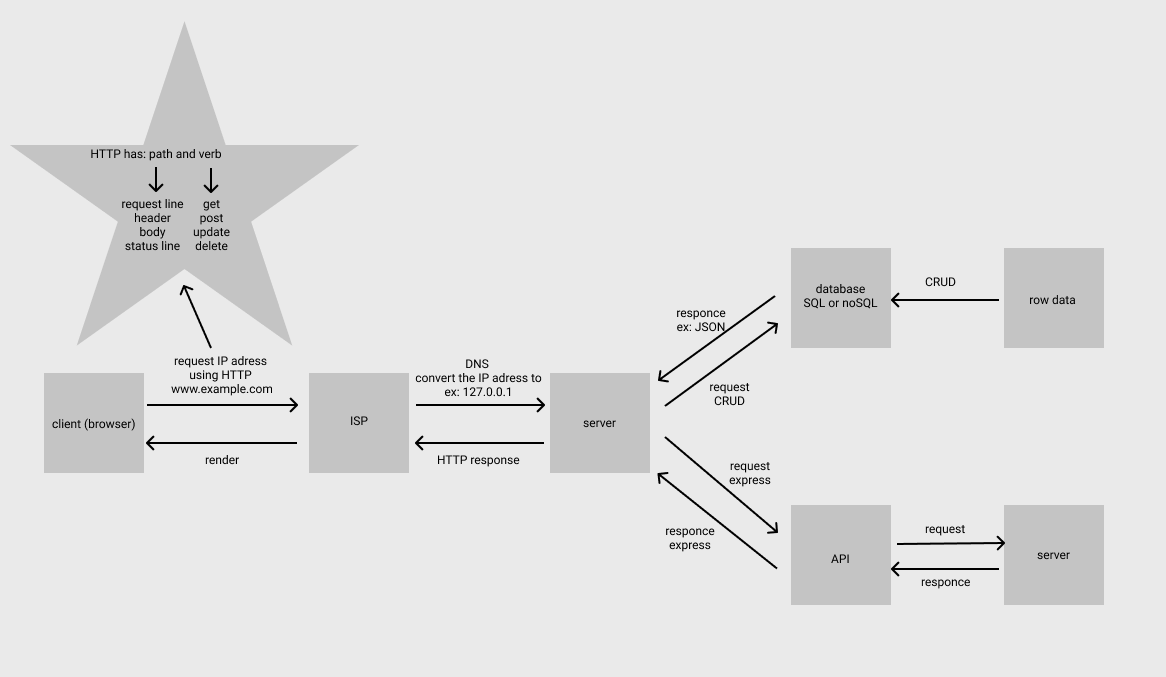 HTTP has: path and verb
request line
header
body
status line
get
post
update
delete
request IP adress
using HTTP
www.example.com
client (browser)
render
ISP
DNS
convert the IP adress to
ex: 127.0.0.1
HTTP response
server
responce
ex: JSON
request
CRUD
database
SQL or noSQL
CRUD
row data
request
express
responce
express
API
request
responce
server